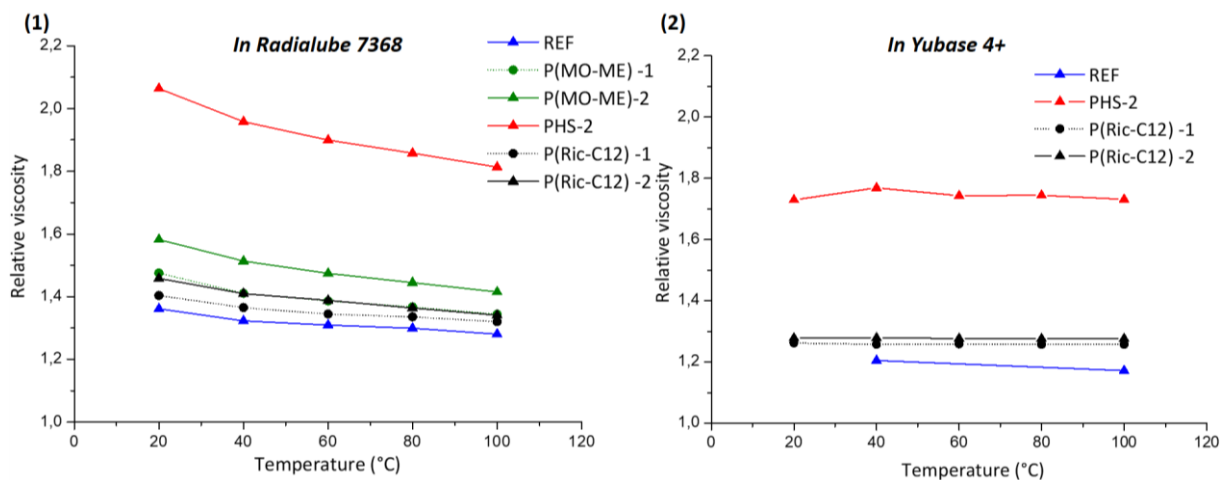 (1)
In Radialube 7368
REF
P(MO-ME) -1
P(MO-ME)-2
PHS-2
P(Ric-C12) -1
P(Ric-C12) -2
Relative viscosity
2,2
2,0
1,8
1,6
1,4
1,2
1,0
0
20
40
60
80
100
120
Temperature (°C)
(2)
In Yubase 4+
REF
PHS-2
P(Ric-C12) -1
P(Ric-C12) -2
Relative viscosity
2,2
2,0
1,8
1,6
1,4
1,2
1,0
0
20
40
60
80
100
120
Temperature (°C)